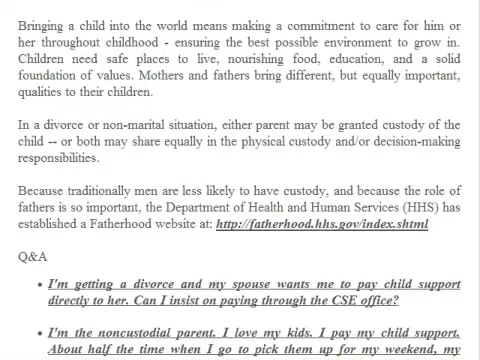 Bringing a child into the world means making a commitment to care for him or
her throughout childhood - ensuring the best possible environment to grow in.
Children need safe places to live, nourishing food, education, and a solid
foundation of values. Mothers and fathers bring different, but equally important,
qualities to their children.
In a divorce or non-marital situation, either parent may be granted custody of the
child -- or both may share equally in the physical custody and/or decision-making
responsibilities.
Because traditionally men are less likely to have custody, and because the role of
fathers is so important, the Department of Health and Human Services (HHS) has
established a Fatherhood website at: http://fatherhood.hhs.gov/index.shtml
Q&A
• I'm getting a divorce and my spouse wants me to pay child support
directly to her. Can I insist on paying through the CSE office?
• I'm the noncustodial parent. I love my kids. I pay my child support.
About half the time when I go to pick them up for my weekend, my